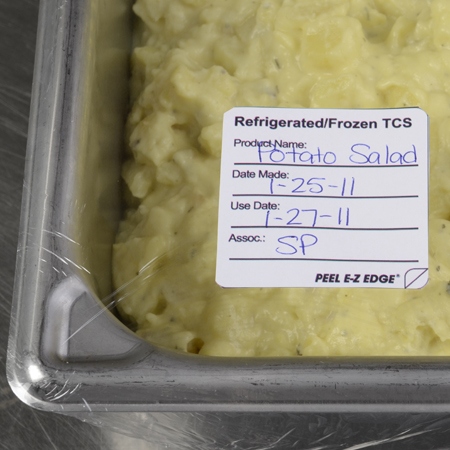 Refrigerated/Frozen TCS
Product Name: Potato Salad
Date Made: 1-25-11
Use Date: 1-27-11
Assoc.: SP
PEEL E-Z EDGE®